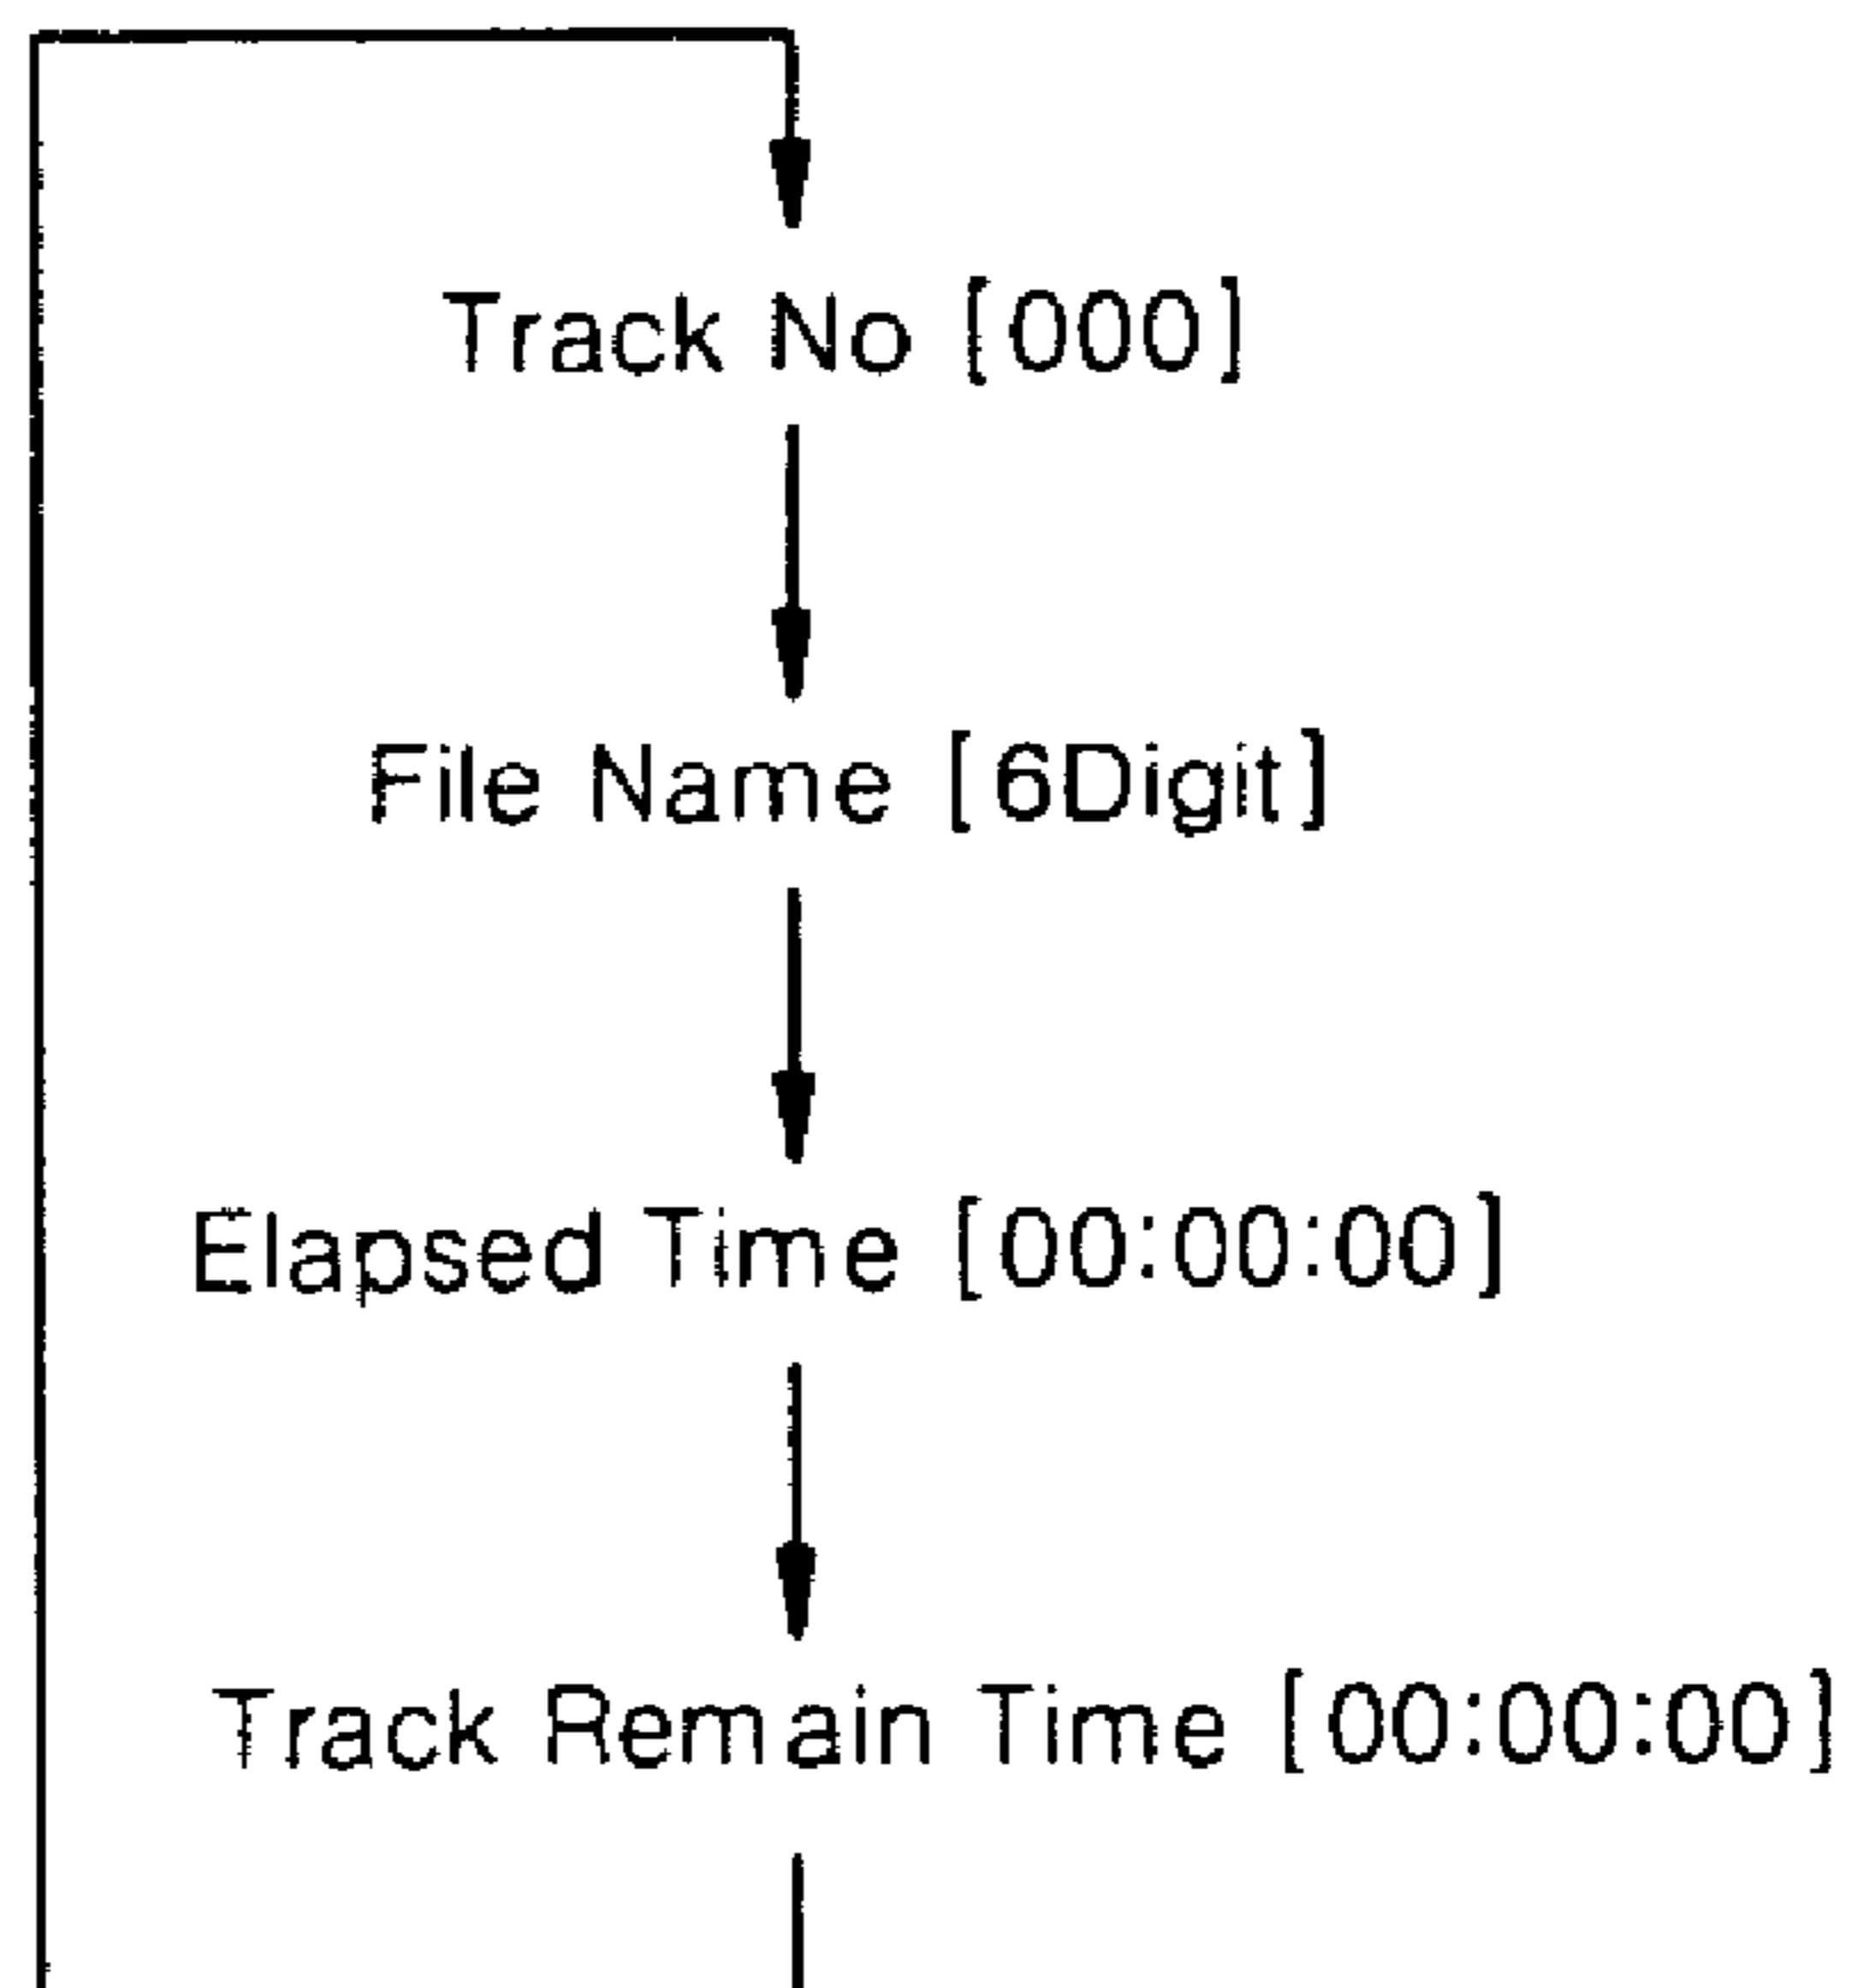 Track No [000]
File Name [6Digit]
Elapsed Time [00:00:00]
Track Remain Time [00:00:00]